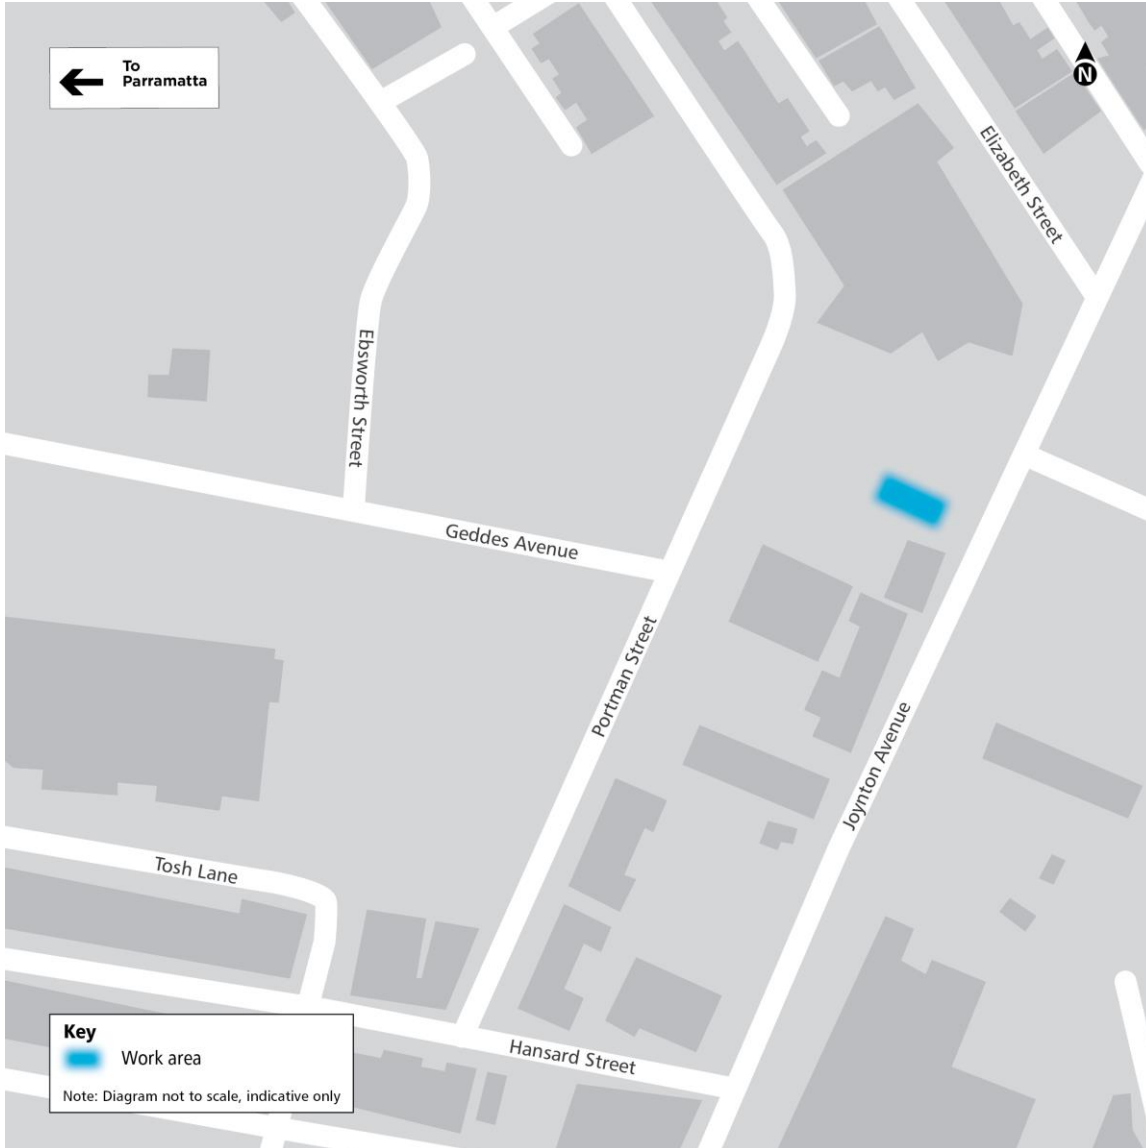 To
Parramatta
N
Elizabeth Street
Ebsworth Street
Geddes Avenue
Portman Street
Joynton Avenue
Tosh Lane
Hansard Street
Key
Work area
Note: Diagram not to scale, indicative only